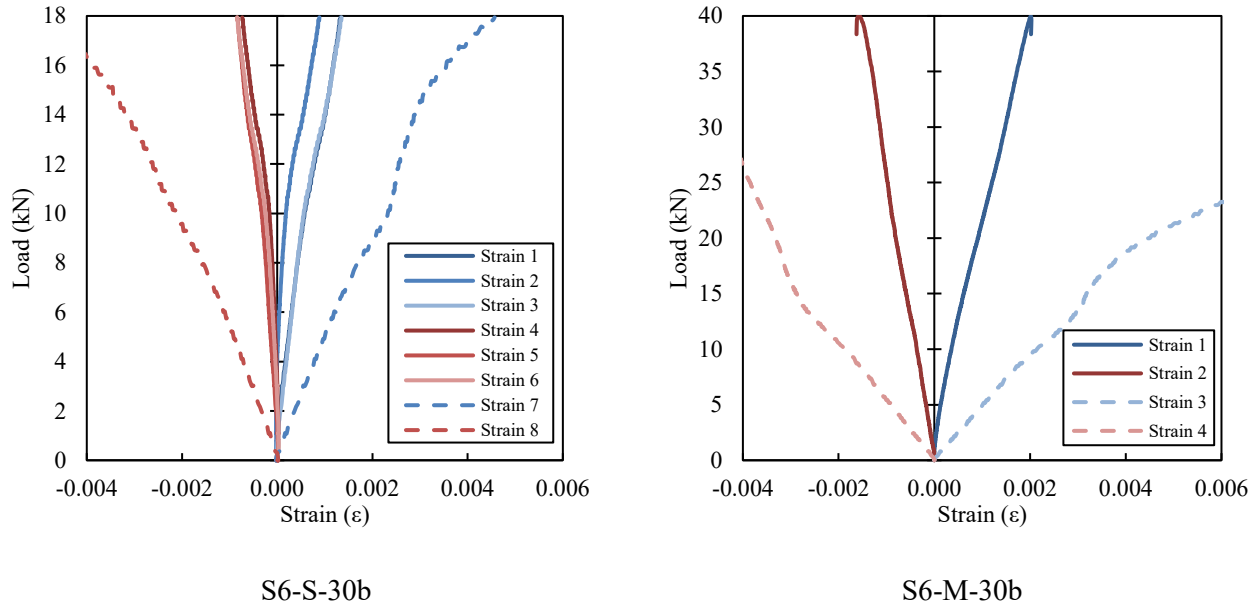 18
16
14
12
10
8
6
4
2
0
Load (kN)
-0.004 -0.002 0.000 0.002 0.004 0.006
Strain (ε)
Strain 1
Strain 2
Strain 3
Strain 4
Strain 5
Strain 6
Strain 7
Strain 8
S6-S-30b
40
35
30
25
20
15
10
5
0
Load (kN)
-0.004 -0.002 0.000 0.002 0.004 0.006
Strain (ε)
Strain 1
Strain 2
Strain 3
Strain 4
S6-M-30b